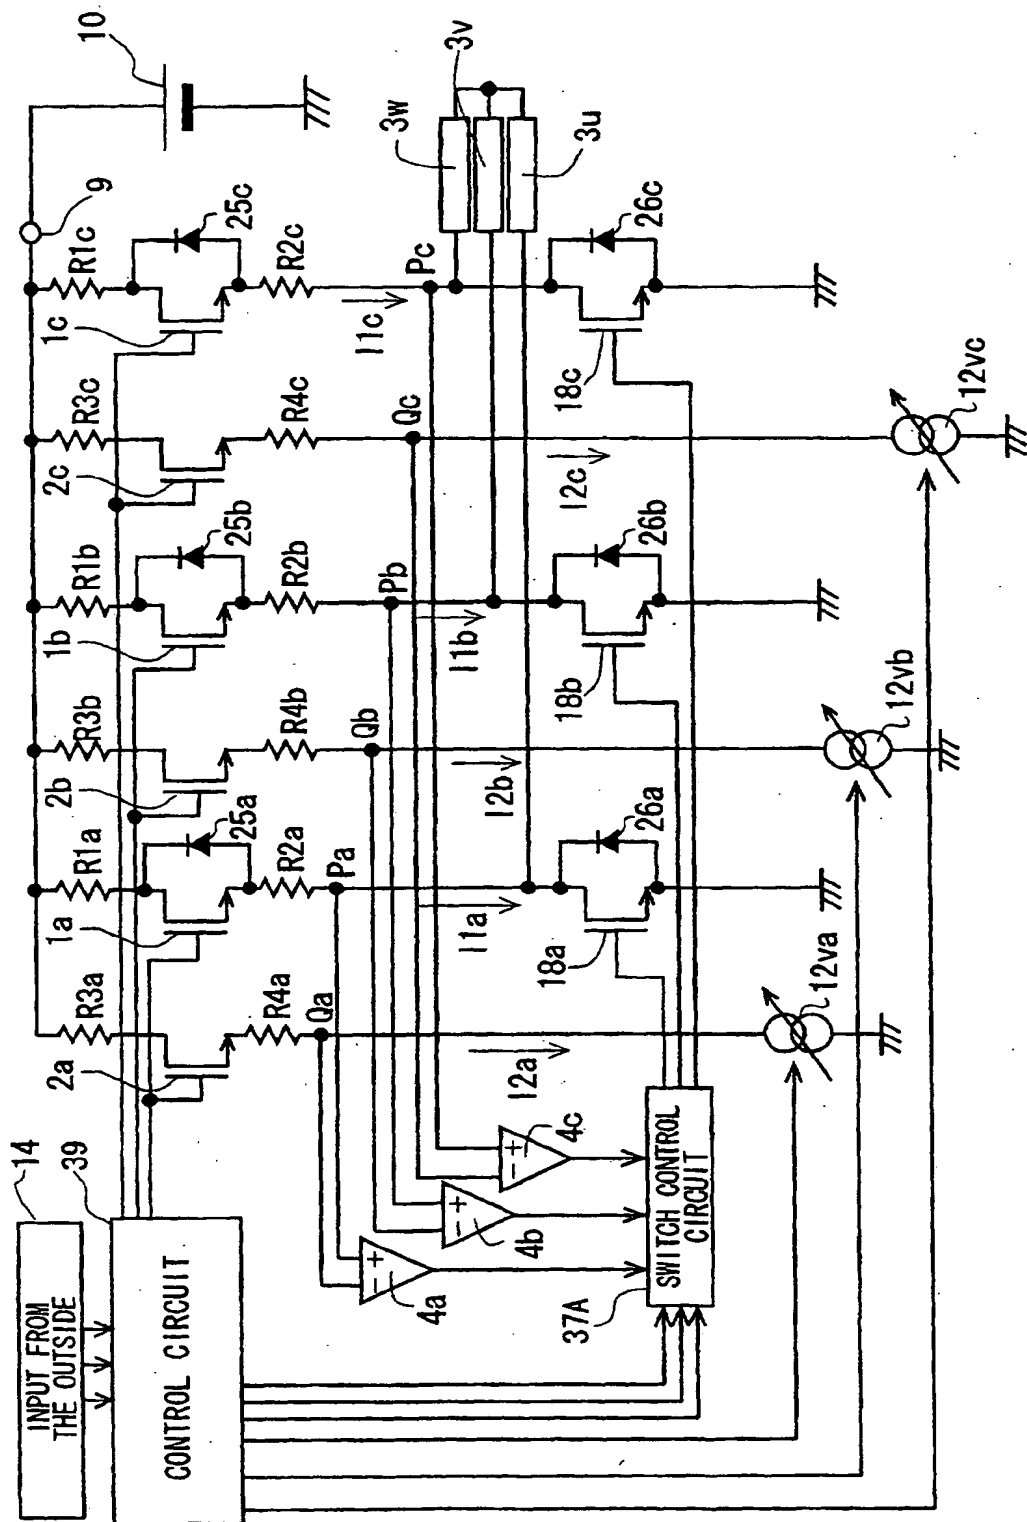 INPUT FROM
THE OUTSIDE
14
39
CONTROL CIRCUIT
10
9
R3a
2a
R4a
Qa
R1a
1a
25a
R2a
Pa
R3b
2b
R4b
Qb
R1b
1b
25b
R2b
Pb
R3c
2c
R4c
Qc
R1c
1c
25c
R2c
Pc
3w
3v
3u
I1a
I2a
I1b
I2b
I1c
I2c
18a
26a
18b
26b
18c
26c
+
-
4a
+
-
4b
+
-
4c
SWITCH CONTROL
CIRCUIT
37A
12va
12vb
12vc